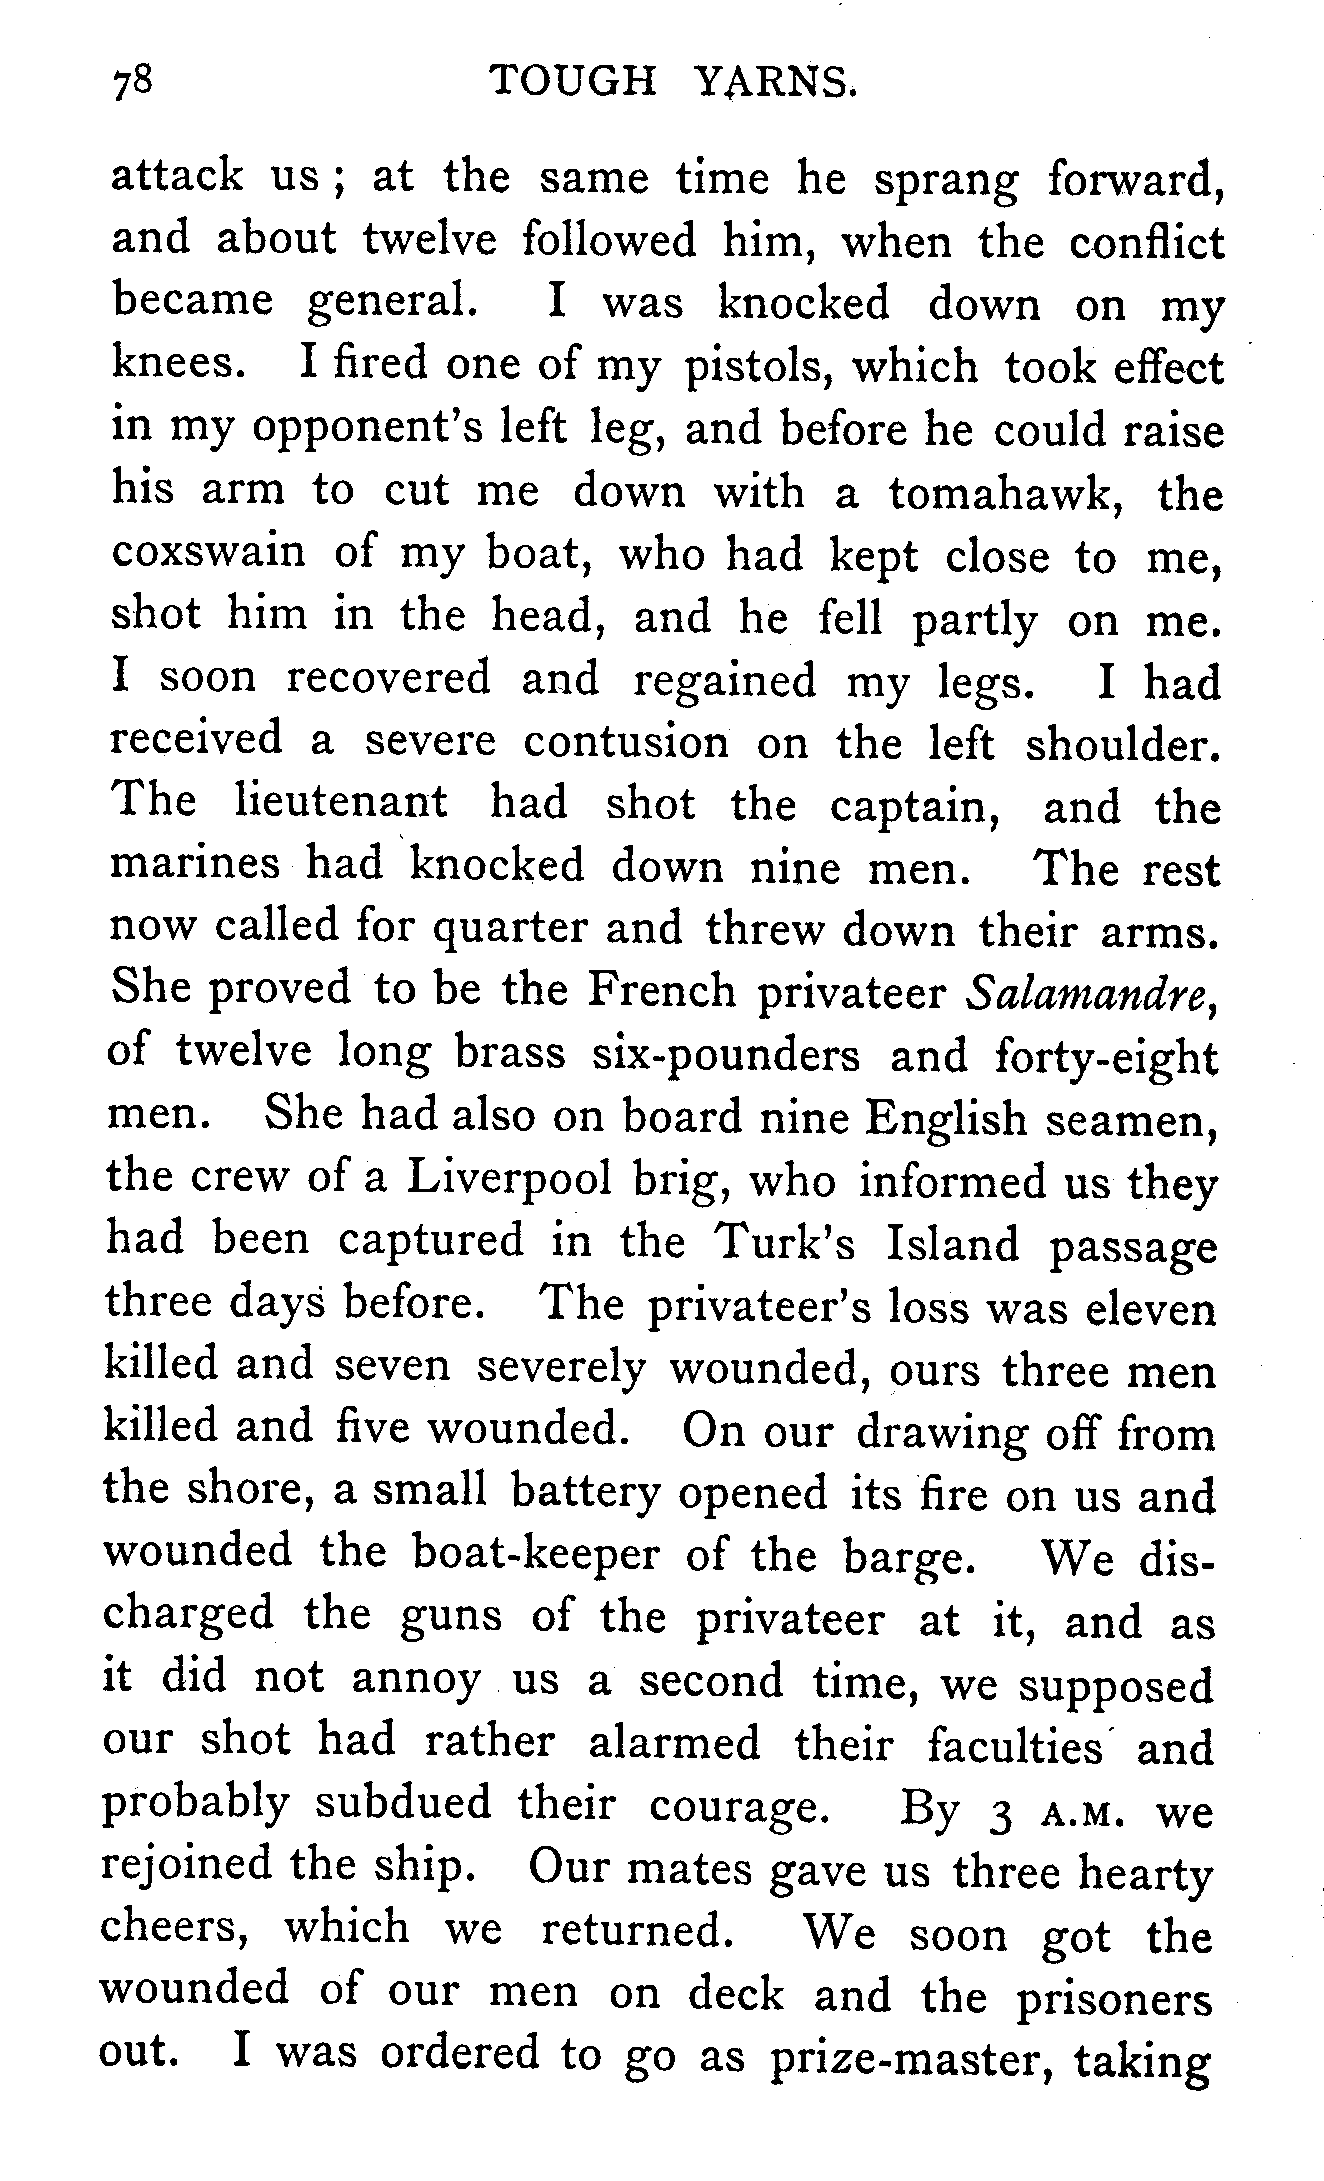 78 TOUGH YARNS.
attack us ; at the same time he sprang forward,
and about twelve followed him, when the conflict
became general. I was knocked down on my
knees. I fired one of my pistols, which took effect
in my opponent's left leg, and before he could raise
his arm to cut me down with a tomahawk, the
coxswain of my boat, who had kept close to me,
shot him in the head, and he fell partly on me.
I soon recovered and regained my legs. I had
received a severe contusion on the left shoulder.
The lieutenant had shot the captain, and the
marines had knocked down nine men. The rest
now called for quarter and threw down their arms.
She proved to be the French privateer Salamandre,
of twelve long brass six-pounders and forty-eight
men. She had also on board nine English seamen,
the crew of a Liverpool brig, who informed us they
had been captured in the Turk's Island passage
three days before. The privateer's loss was eleven
killed and seven severely wounded, ours three men
killed and five wounded. On our drawing off from
the shore, a small battery opened its fire on us and
wounded the boat-keeper of the barge. We dis-
charged the guns of the privateer at it, and as
it did not annoy us a second time, we supposed
our shot had rather alarmed their faculties and
probably subdued their courage. By 3 A.M. we
rejoined the ship. Our mates gave us three hearty
cheers, which we returned. We soon got the
wounded of our men on deck and the prisoners
out. I was ordered to go as prize-master, taking